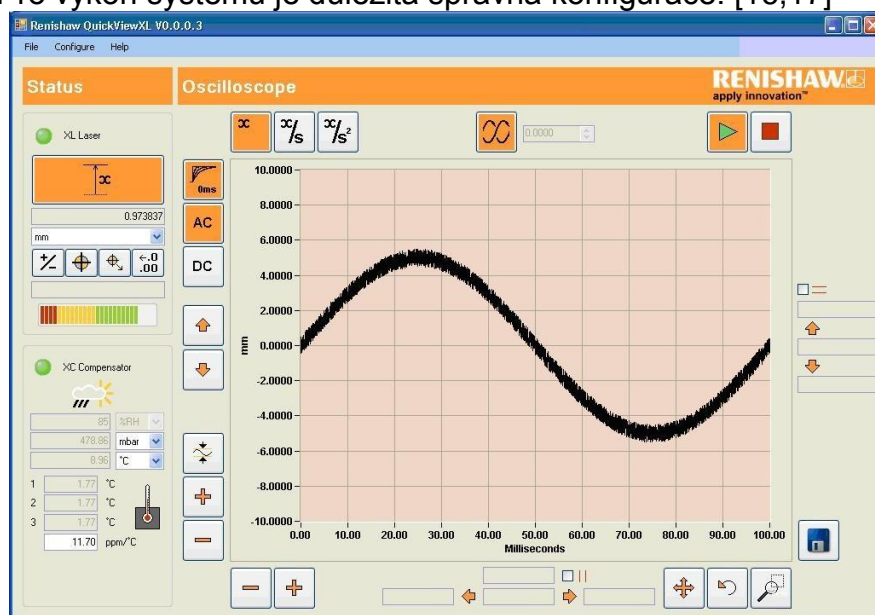 Pro výkon systému je důležitá správná konfigurace. [16,17]
Renishaw QuickViewXL V0.0.0.3
File Configure Help
Status
Oscilloscope
RENISHAW
apply innovation™
XL Laser
x
0.973837
mm
+/-
.0
.00
XC Compensator
85 %RH
478.86 mbar
8.96 °C
1 1.77 °C
2 1.77 °C
3 1.77 °C
11.70 ppm/°C
x x/s x/s²
0.0000
0ms
AC
DC
10.0000
8.0000
6.0000
4.0000
2.0000
0.0000
-2.0000
-4.0000
-6.0000
-8.0000
-10.0000
mm
0.00 10.00 20.00 30.00 40.00 50.00 60.00 70.00 80.00 90.00 100.00
Milliseconds